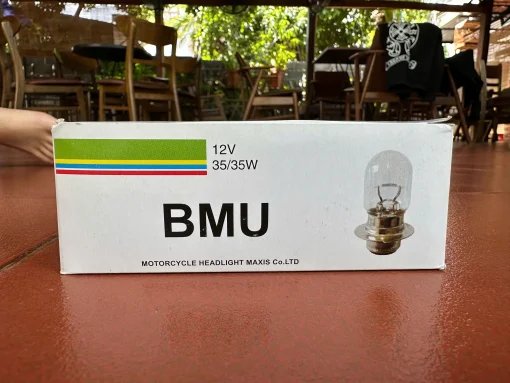 12V
35/35W
BMU
MOTORCYCLE HEADLIGHT MAXIS Co.LTD